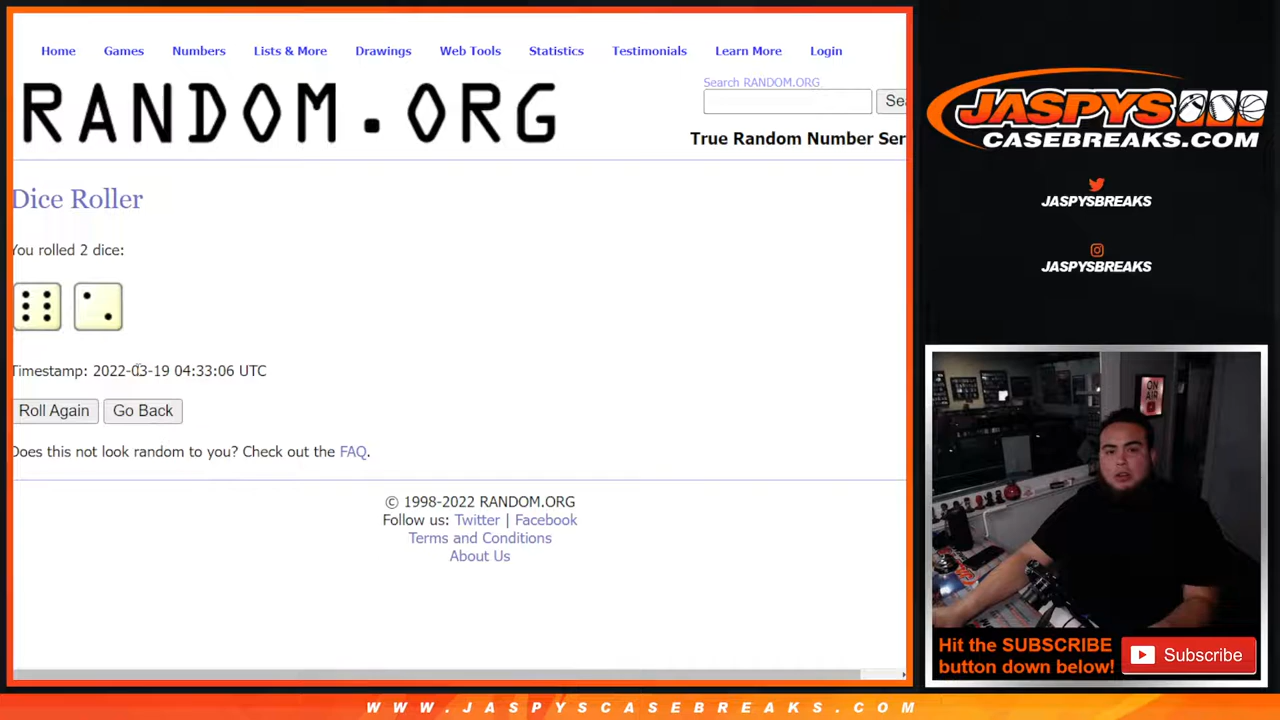 Home Games Numbers Lists & More Drawings Web Tools Statistics Testimonials Learn More Login
RANDOM.ORG
Search RANDOM.ORG
True Random Number Ser
Dice Roller
You rolled 2 dice:
Timestamp: 2022-03-19 04:33:06 UTC
Roll Again Go Back
Does this not look random to you? Check out the FAQ.
© 1998-2022 RANDOM.ORG
Follow us: Twitter | Facebook
Terms and Conditions
About Us
JASPYS
CASEBREAKS.COM
JASPYSBREAKS
JASPYSBREAKS
ON
AIR
Hit the SUBSCRIBE
button down below!
Subscribe
WWW.JASPYSCASEBREAKS.COM